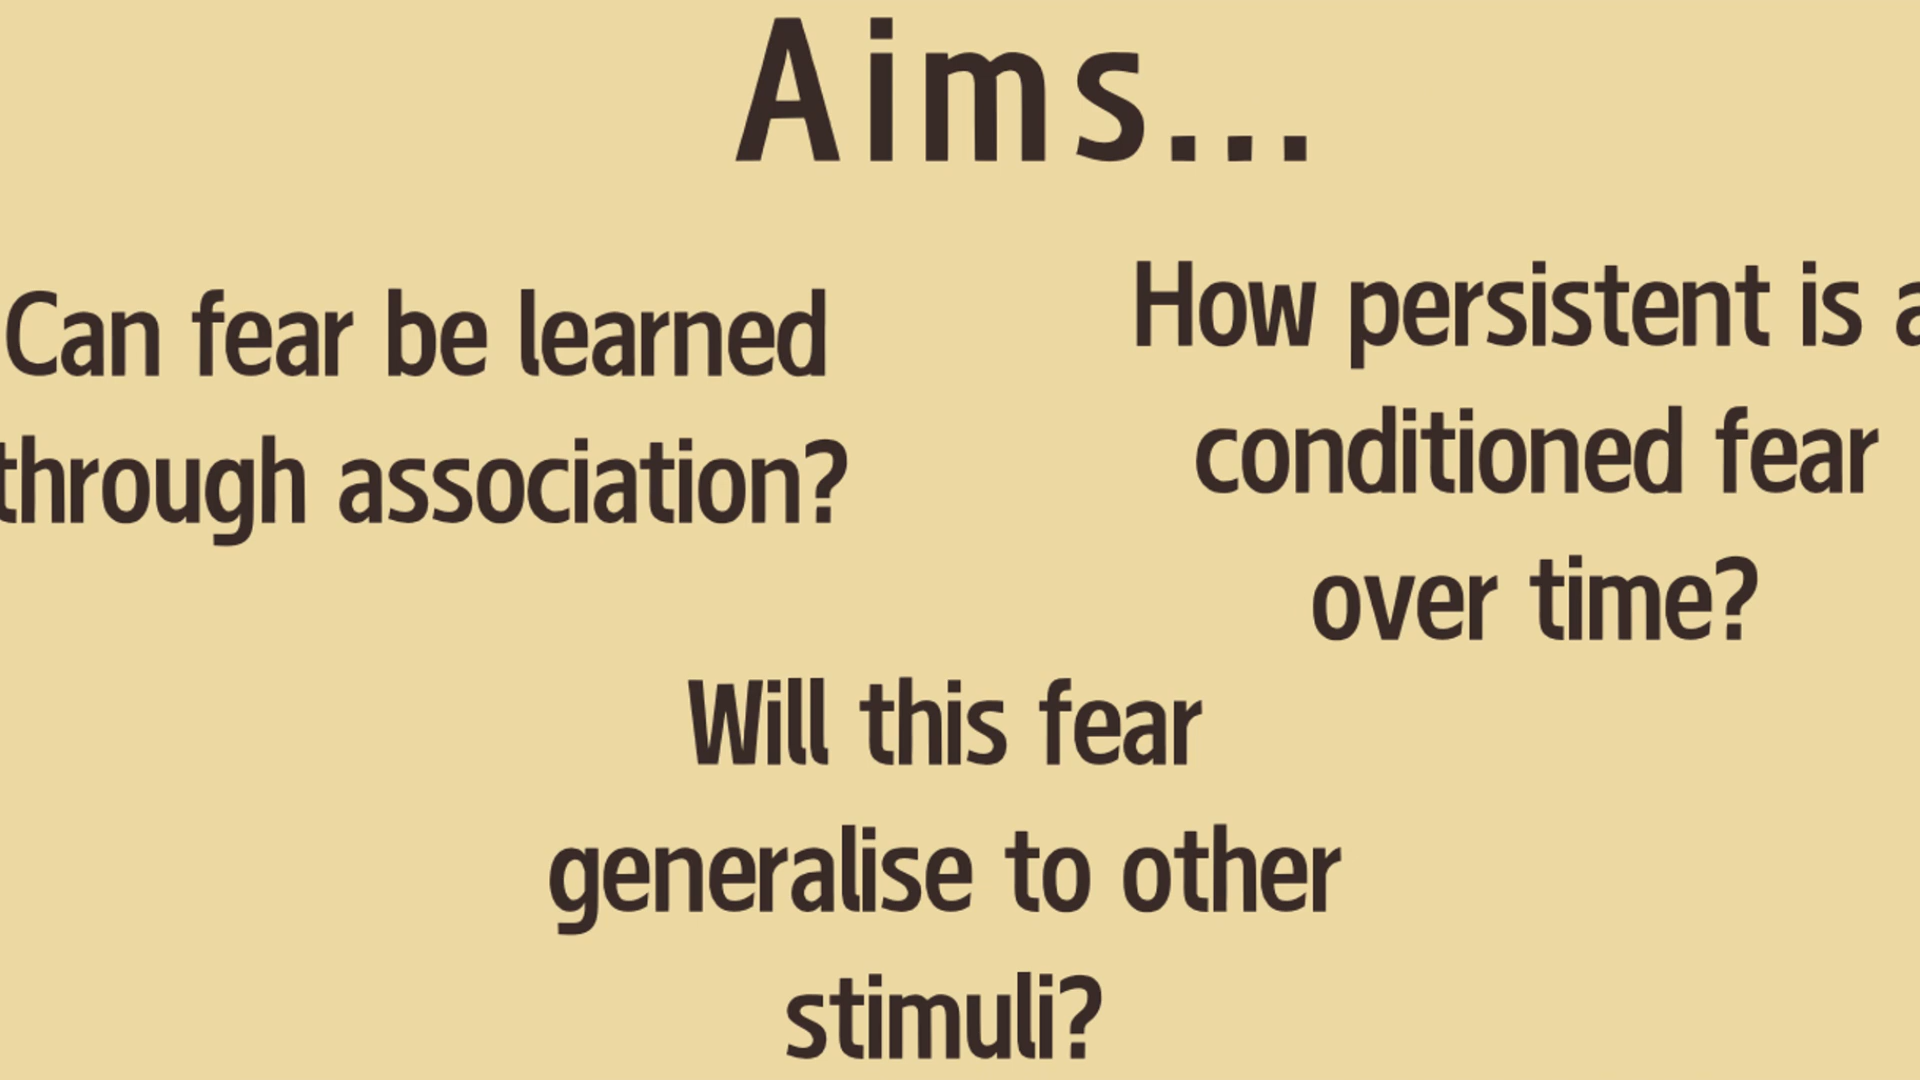 Aims...
Can fear be learned
through association?
How persistent is a
conditioned fear
over time?
Will this fear
generalise to other
stimuli?